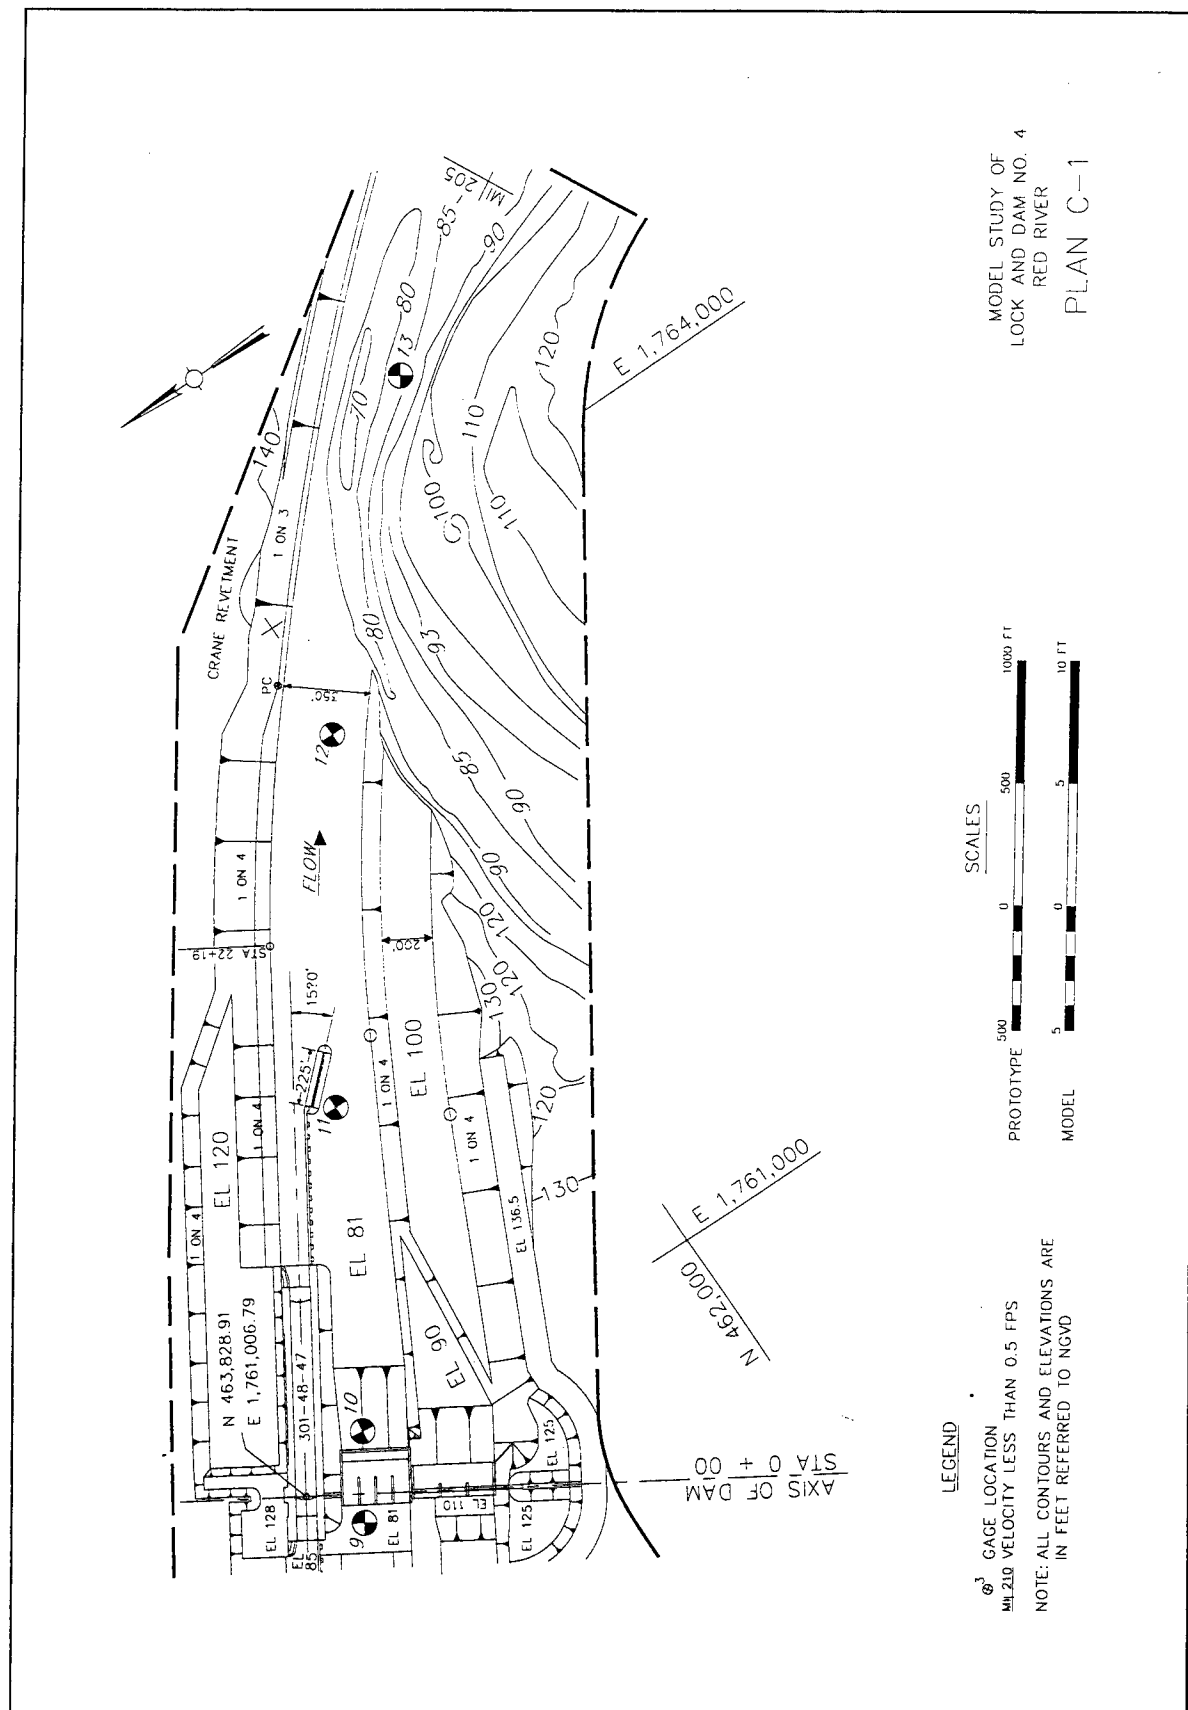 MODEL STUDY OF
LOCK AND DAM NO. 4
RED RIVER
PLAN C-1
MI 205
85
80
90
13
70
140
120
110
100
110
E 1,764,000
CRANE REVETMENT
1 ON 3
X
PC
350'
80
93
12
85
90
FLOW
1 ON 4
90
STA 22+19
200'
120
120
130
15?0'
225'
11
1 ON 4
EL 100
1 ON 4
1 ON 4
120
EL 120
1 ON 4
EL 81
EL 136.5
130
E 1,761,000
N 462,000
N 463,828.91
E 1,761,006.79
301-48-47
EL 90
10
EL 125
EL 128
EL 85
9
EL 81
EL 110
EL 125
AXIS OF DAM
STA 0 + 00
SCALES
PROTOTYPE 500 0 500 1000 FT
MODEL 5 0 5 10 FT
LEGEND
3 GAGE LOCATION
VELOCITY LESS THAN 0.5 FPS
NOTE: ALL CONTOURS AND ELEVATIONS ARE
IN FEET REFERRED TO NGVD